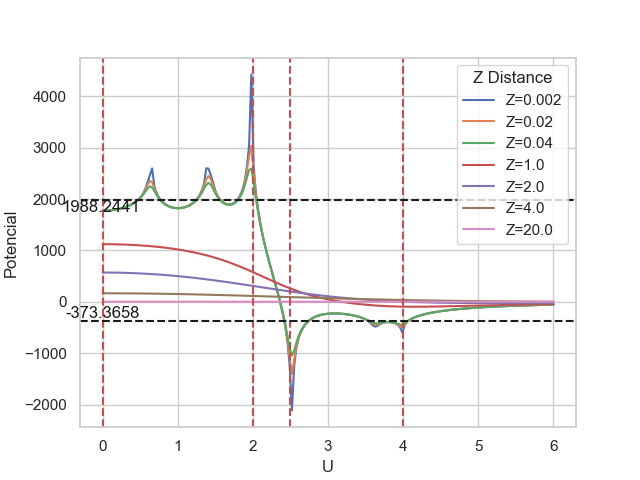 Z Distance
Z=0.002
Z=0.02
Z=0.04
Z=1.0
Z=2.0
Z=4.0
Z=20.0
4000
3000
2000
1000
0
−1000
−2000
1988.2441
-373.3658
Potencial
0
1
2
3
4
5
6
U